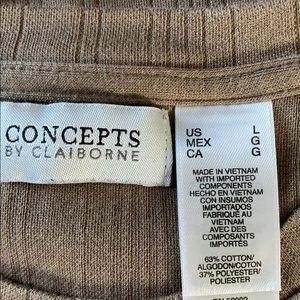 CONCEPTS
BY CLAIBORNE
US L
MEX G
CA G
MADE IN VIETNAM
WITH IMPORTED
COMPONENTS
HECHO EN VIETNAM
CON INSUMOS
IMPORTADOS
FABRIQUÉ AU
VIETNAM
AVEC DES
COMPOSANTS
IMPORTÉS
63% COTTON/
ALGODÓN/COTON
37% POLYESTER/
POLIÉSTER